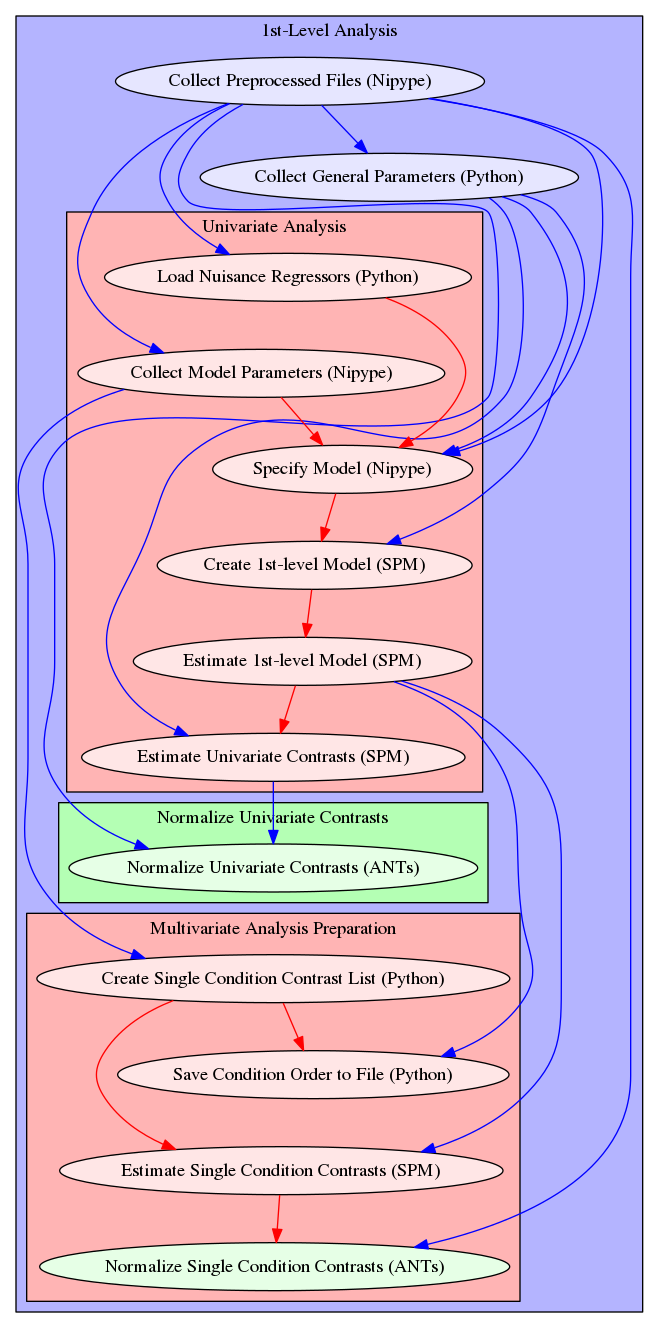 1st-Level Analysis
Collect Preprocessed Files (Nipype)
Collect General Parameters (Python)
Univariate Analysis
Load Nuisance Regressors (Python)
Collect Model Parameters (Nipype)
Specify Model (Nipype)
Create 1st-level Model (SPM)
Estimate 1st-level Model (SPM)
Estimate Univariate Contrasts (SPM)
Normalize Univariate Contrasts
Normalize Univariate Contrasts (ANTs)
Multivariate Analysis Preparation
Create Single Condition Contrast List (Python)
Save Condition Order to File (Python)
Estimate Single Condition Contrasts (SPM)
Normalize Single Condition Contrasts (ANTs)